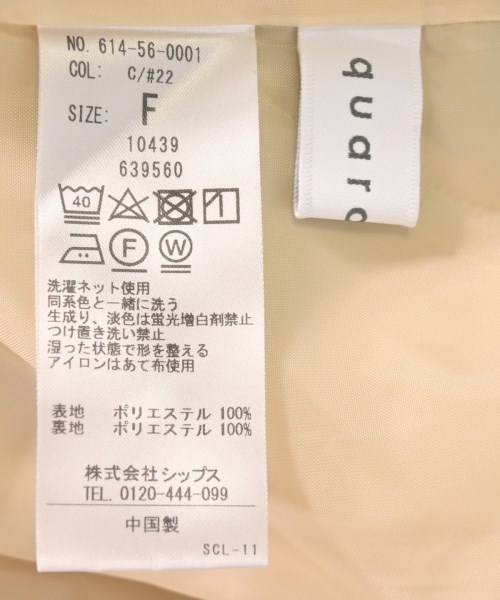 NO. 614-56-0001
COL: C/#22
SIZE: F
10439
639560
40
F
W
洗濯ネット使用
同系色と一緒に洗う
生成り、淡色は蛍光増白剤禁止
つけ置き洗い禁止
湿った状態で形を整える
アイロンはあて布使用
表地 ポリエステル 100%
裏地 ポリエステル 100%
株式会社シップス
TEL. 0120-444-099
中国製
SCL-11
quar